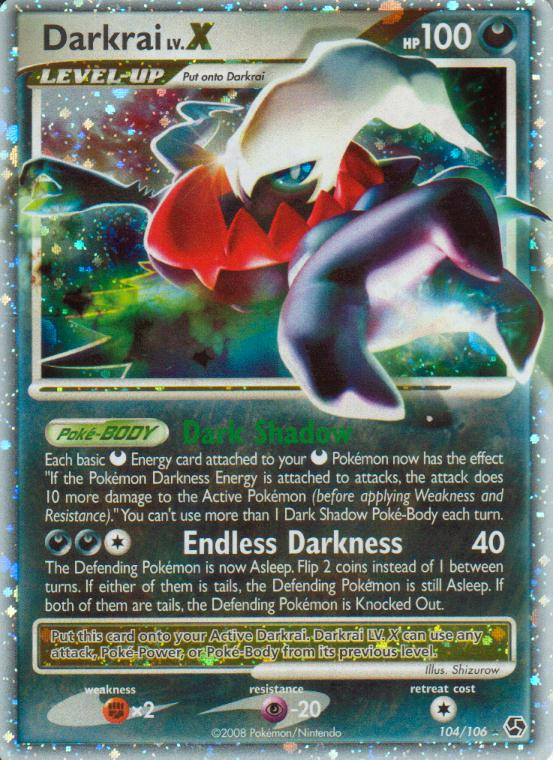 Darkrai LV. X HP 100
LEVEL-UP Put onto Darkrai
Poké-BODY Dark Shadow
Each basic Energy card attached to your Pokémon now has the effect
"If the Pokémon Darkness Energy is attached to attacks, the attack does
10 more damage to the Active Pokémon (before applying Weakness and
Resistance)." You can't use more than 1 Dark Shadow Poké-Body each turn.
Endless Darkness 40
The Defending Pokémon is now Asleep. Flip 2 coins instead of 1 between
turns. If either of them is tails, the Defending Pokémon is still Asleep. If
both of them are tails, the Defending Pokémon is Knocked Out.
Put this card onto your Active Darkrai. Darkrai LV. X can use any
attack, Poké-Power, or Poké-Body from its previous level.
Illus. Shizurow
weakness resistance retreat cost
×2 -20
©2008 Pokémon/Nintendo 104/106